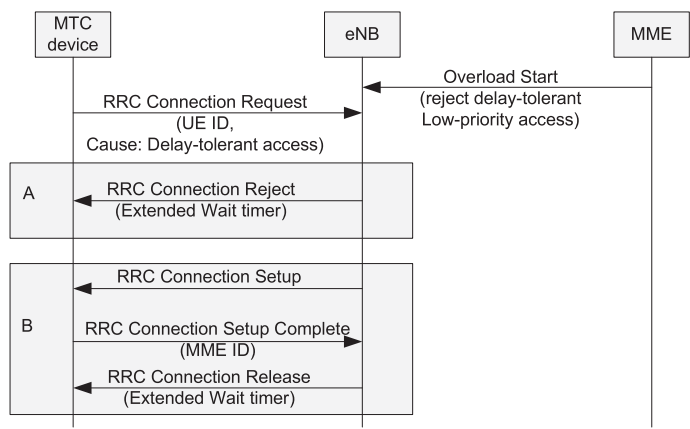 MTC
device
eNB
MME
Overload Start
(reject delay-tolerant
Low-priority access)
RRC Connection Request
(UE ID,
Cause: Delay-tolerant access)
A
RRC Connection Reject
(Extended Wait timer)
B
RRC Connection Setup
RRC Connection Setup Complete
(MME ID)
RRC Connection Release
(Extended Wait timer)